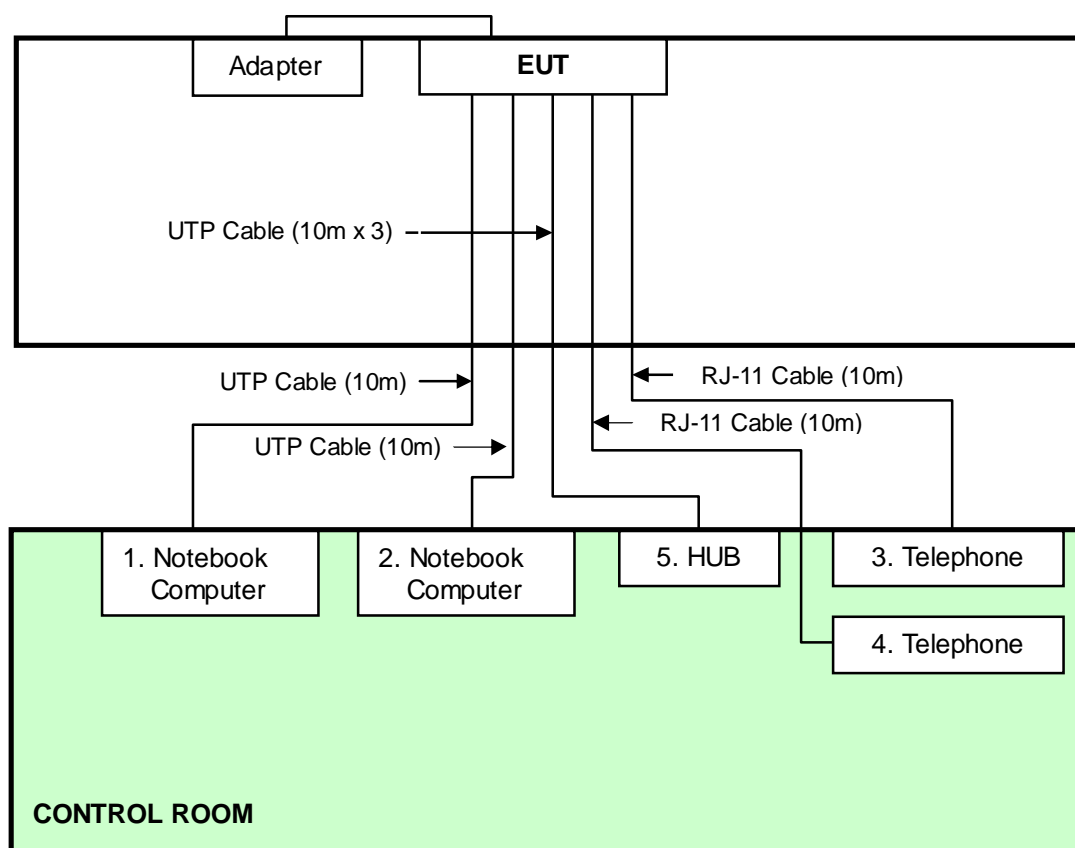 Adapter
EUT
UTP Cable (10m x 3)
UTP Cable (10m)
RJ-11 Cable (10m)
UTP Cable (10m)
RJ-11 Cable (10m)
1. Notebook
Computer
2. Notebook
Computer
5. HUB
3. Telephone
4. Telephone
CONTROL ROOM